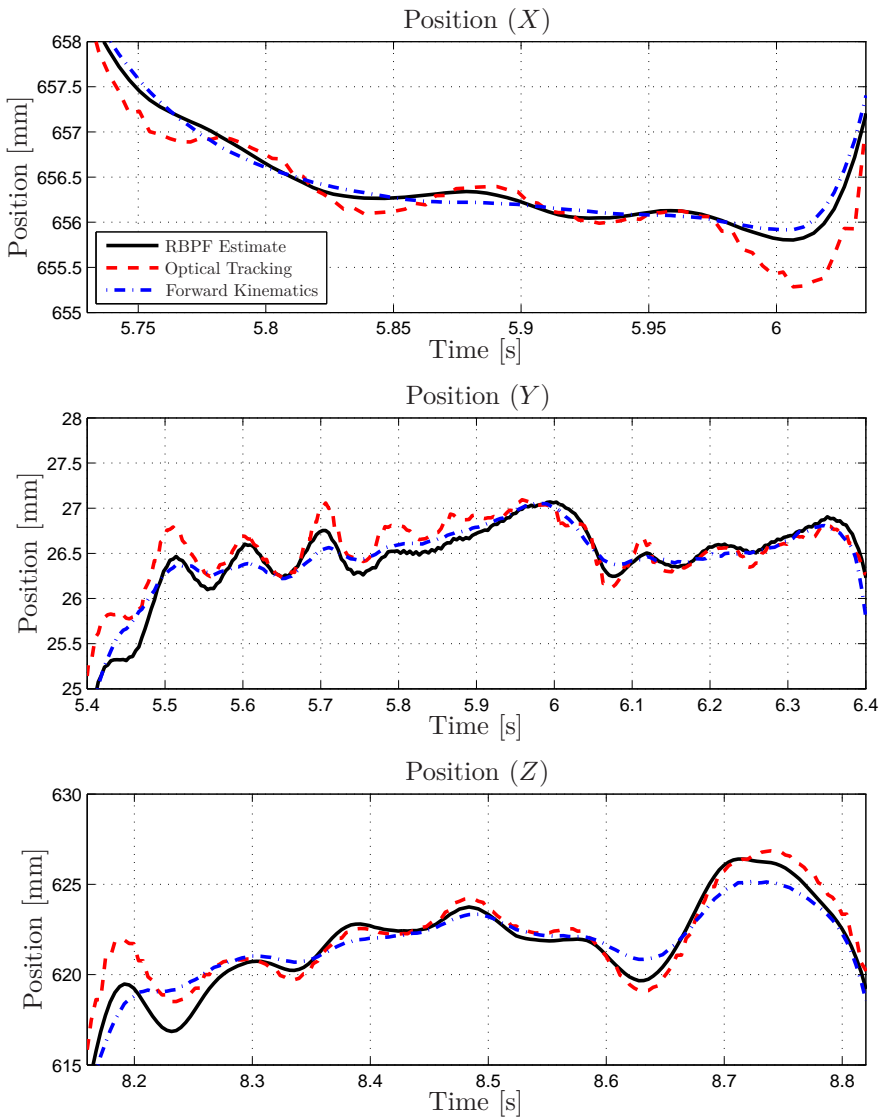 Position (X)
658
657.5
657
656.5
656
655.5
655
Position [mm]
RBPF Estimate
Optical Tracking
Forward Kinematics
5.75 5.8 5.85 5.9 5.95 6
Time [s]
Position (Y)
28
27.5
27
26.5
26
25.5
25
Position [mm]
5.4 5.5 5.6 5.7 5.8 5.9 6 6.1 6.2 6.3 6.4
Time [s]
Position (Z)
630
625
620
615
Position [mm]
8.2 8.3 8.4 8.5 8.6 8.7 8.8
Time [s]